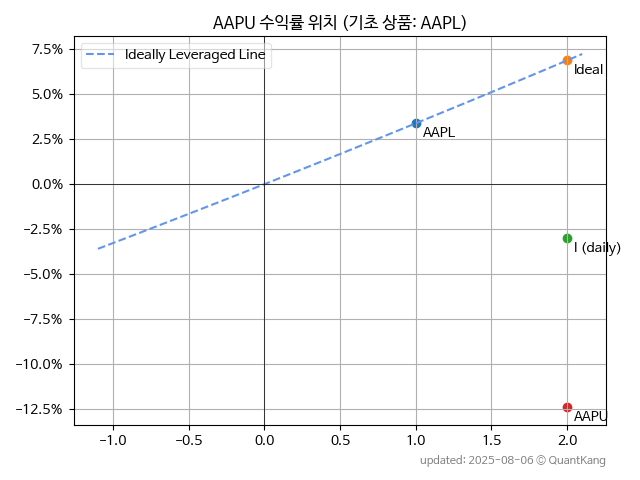 AAPU 수익률 위치 (기초 상품: AAPL)
Ideally Leveraged Line
7.5%
5.0%
2.5%
0.0%
−2.5%
−5.0%
−7.5%
−10.0%
−12.5%
Ideal
AAPL
I (daily)
AAPU
−1.0 −0.5 0.0 0.5 1.0 1.5 2.0
updated: 2025-08-06 © QuantKang